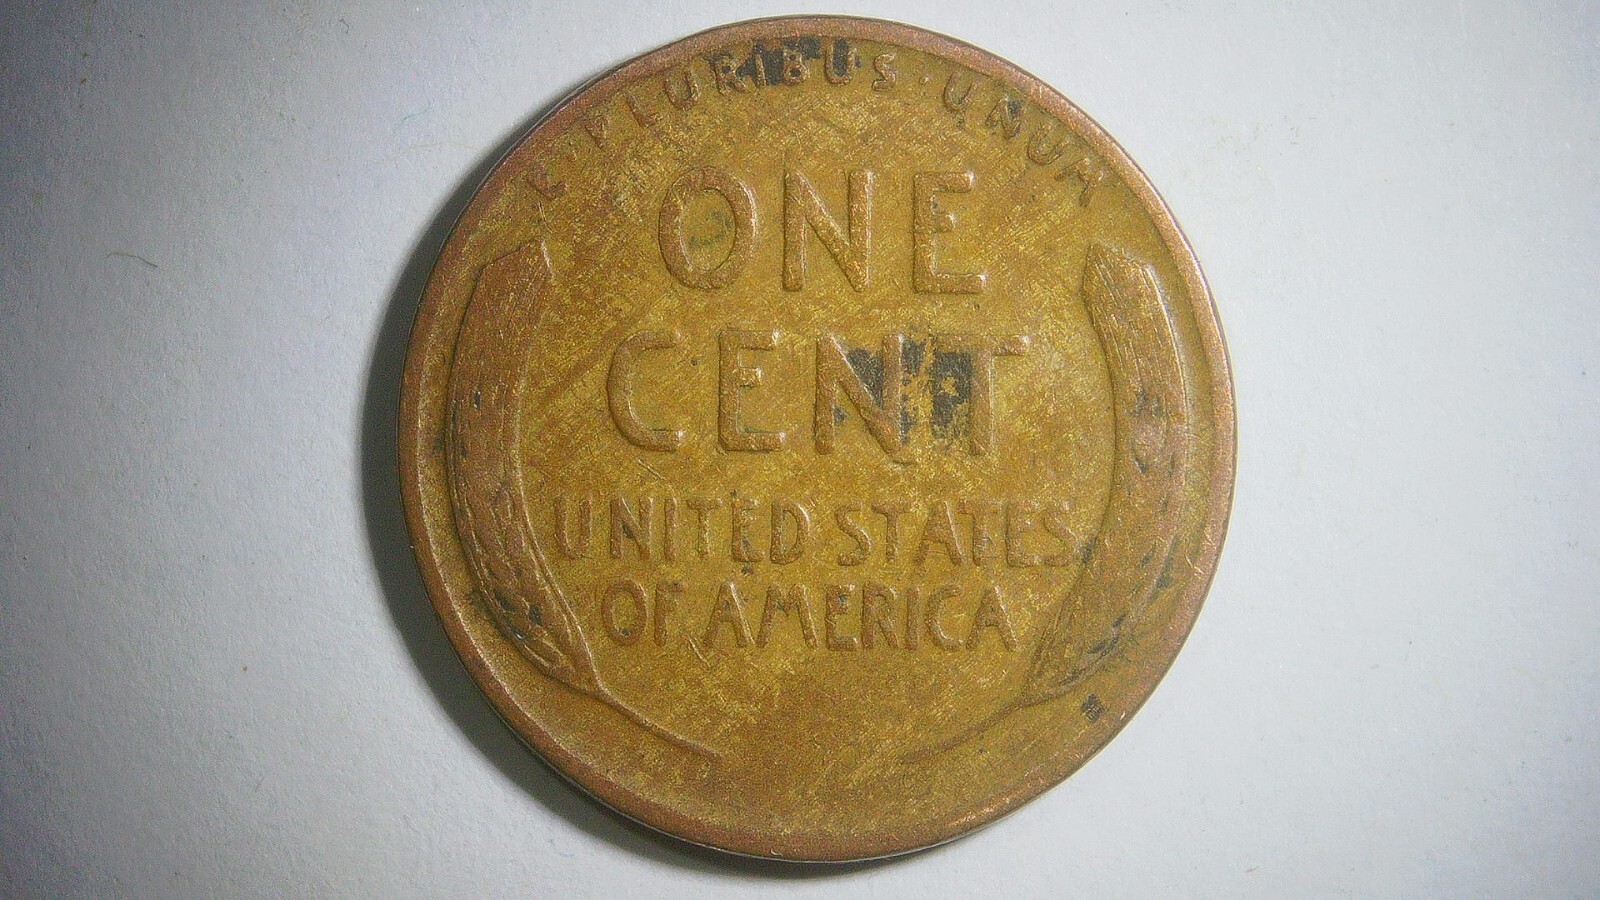 E·PLURIBUS·UNUM
ONE
CENT
UNITED STATES
OF AMERICA